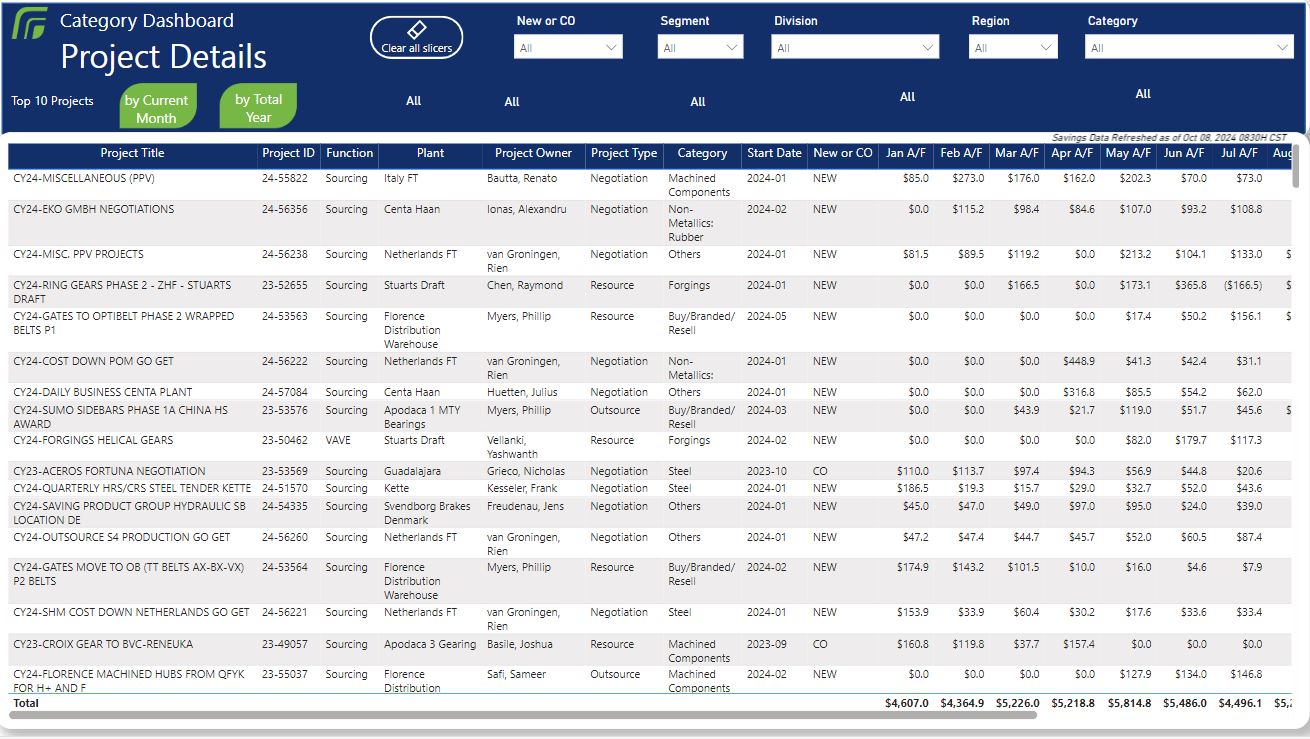 Category Dashboard
Project Details
Clear all slicers
New or CO Segment Division Region Category
All All All All All
Top 10 Projects
by Current Month
by Total Year
All All All All All
Savings Data Refreshed as of Oct 08, 2024 0830H CST
Project Title Project ID Function Plant Project Owner Project Type Category Start Date New or CO Jan A/F Feb A/F Mar A/F Apr A/F May A/F Jun A/F Jul A/F Aug
CY24-MISCELLANEOUS (PPV) 24-55822 Sourcing Italy FT Bautta, Renato Negotiation Machined 2024-01 NEW $85.0 $273.0 $176.0 $162.0 $202.3 $70.0 $73.0
Components
CY24-EKO GMBH NEGOTIATIONS 24-56356 Sourcing Centa Haan Ionas, Alexandru Negotiation Non- 2024-02 NEW $0.0 $115.2 $98.4 $84.6 $107.0 $93.2 $108.8
Metallics:
Rubber
CY24-MISC. PPV PROJECTS 24-56238 Sourcing Netherlands FT van Groningen, Negotiation Others 2024-01 NEW $81.5 $89.5 $119.2 $0.0 $213.2 $104.1 $133.0 $
Rien
CY24-RING GEARS PHASE 2 - ZHF - STUARTS 23-52655 Sourcing Stuarts Draft Chen, Raymond Resource Forgings 2024-01 NEW $0.0 $0.0 $166.5 $0.0 $173.1 $365.8 ($166.5) $
DRAFT
CY24-GATES TO OPTIBELT PHASE 2 WRAPPED 24-53563 Sourcing Florence Myers, Phillip Resource Buy/Branded/ 2024-05 NEW $0.0 $0.0 $0.0 $0.0 $17.4 $50.2 $156.1 $
BELTS P1 Distribution Resell
Warehouse
CY24-COST DOWN POM GO GET 24-56222 Sourcing Netherlands FT van Groningen, Negotiation Non- 2024-01 NEW $0.0 $0.0 $0.0 $448.9 $41.3 $42.4 $31.1
Rien Metallics:
CY24-DAILY BUSINESS CENTA PLANT 24-57084 Sourcing Centa Haan Huetten, Julius Negotiation Others 2024-01 NEW $0.0 $0.0 $0.0 $316.8 $85.5 $54.2 $62.0
CY24-SUMO SIDEBARS PHASE 1A CHINA HS 23-53576 Sourcing Apodaca 1 MTY Myers, Phillip Outsource Buy/Branded/ 2024-03 NEW $0.0 $0.0 $43.9 $21.7 $119.0 $51.7 $45.6 $
AWARD Bearings Resell
CY24-FORGINGS HELICAL GEARS 23-50462 VAVE Stuarts Draft Vellanki, Resource Forgings 2024-02 NEW $0.0 $0.0 $0.0 $0.0 $82.0 $179.7 $117.3
Yashwanth
CY23-ACEROS FORTUNA NEGOTIATION 23-53569 Sourcing Guadalajara Grieco, Nicholas Negotiation Steel 2023-10 CO $110.0 $113.7 $97.4 $94.3 $56.9 $44.8 $20.6
CY24-QUARTERLY HRS/CRS STEEL TENDER KETTE 24-51570 Sourcing Kette Kesseler, Frank Negotiation Steel 2024-01 NEW $186.5 $19.3 $15.7 $29.0 $32.7 $52.0 $43.6
CY24-SAVING PRODUCT GROUP HYDRAULIC SB 24-54335 Sourcing Svendborg Brakes Freudenau, Jens Negotiation Others 2024-01 NEW $45.0 $47.0 $49.0 $97.0 $95.0 $24.0 $39.0
LOCATION DE Denmark
CY24-OUTSOURCE S4 PRODUCTION GO GET 24-56260 Sourcing Netherlands FT van Groningen, Negotiation Others 2024-01 NEW $47.2 $47.4 $44.7 $45.7 $52.0 $60.5 $87.4
Rien
CY24-GATES MOVE TO OB (TT BELTS AX-BX-VX) 24-53564 Sourcing Florence Myers, Phillip Resource Buy/Branded/ 2024-02 NEW $174.9 $143.2 $101.5 $10.0 $16.0 $4.6 $7.9
P2 BELTS Distribution Resell
Warehouse
CY24-SHM COST DOWN NETHERLANDS GO GET 24-56221 Sourcing Netherlands FT van Groningen, Negotiation Steel 2024-01 NEW $153.9 $33.9 $60.4 $30.2 $17.6 $33.6 $33.4
Rien
CY23-CROIX GEAR TO BVC-RENEUKA 23-49057 Sourcing Apodaca 3 Gearing Basile, Joshua Resource Machined 2023-09 CO $160.8 $119.8 $37.7 $157.4 $0.0 $0.0 $0.0
Components
CY24-FLORENCE MACHINED HUBS FROM QFYK 23-55037 Sourcing Florence Safi, Sameer Outsource Machined 2024-02 NEW $0.0 $0.0 $0.0 $0.0 $127.9 $134.0 $146.8
FOR H+ AND F Distribution Components
Total $4,607.0 $4,364.9 $5,226.0 $5,218.8 $5,814.8 $5,486.0 $4,496.1 $5,